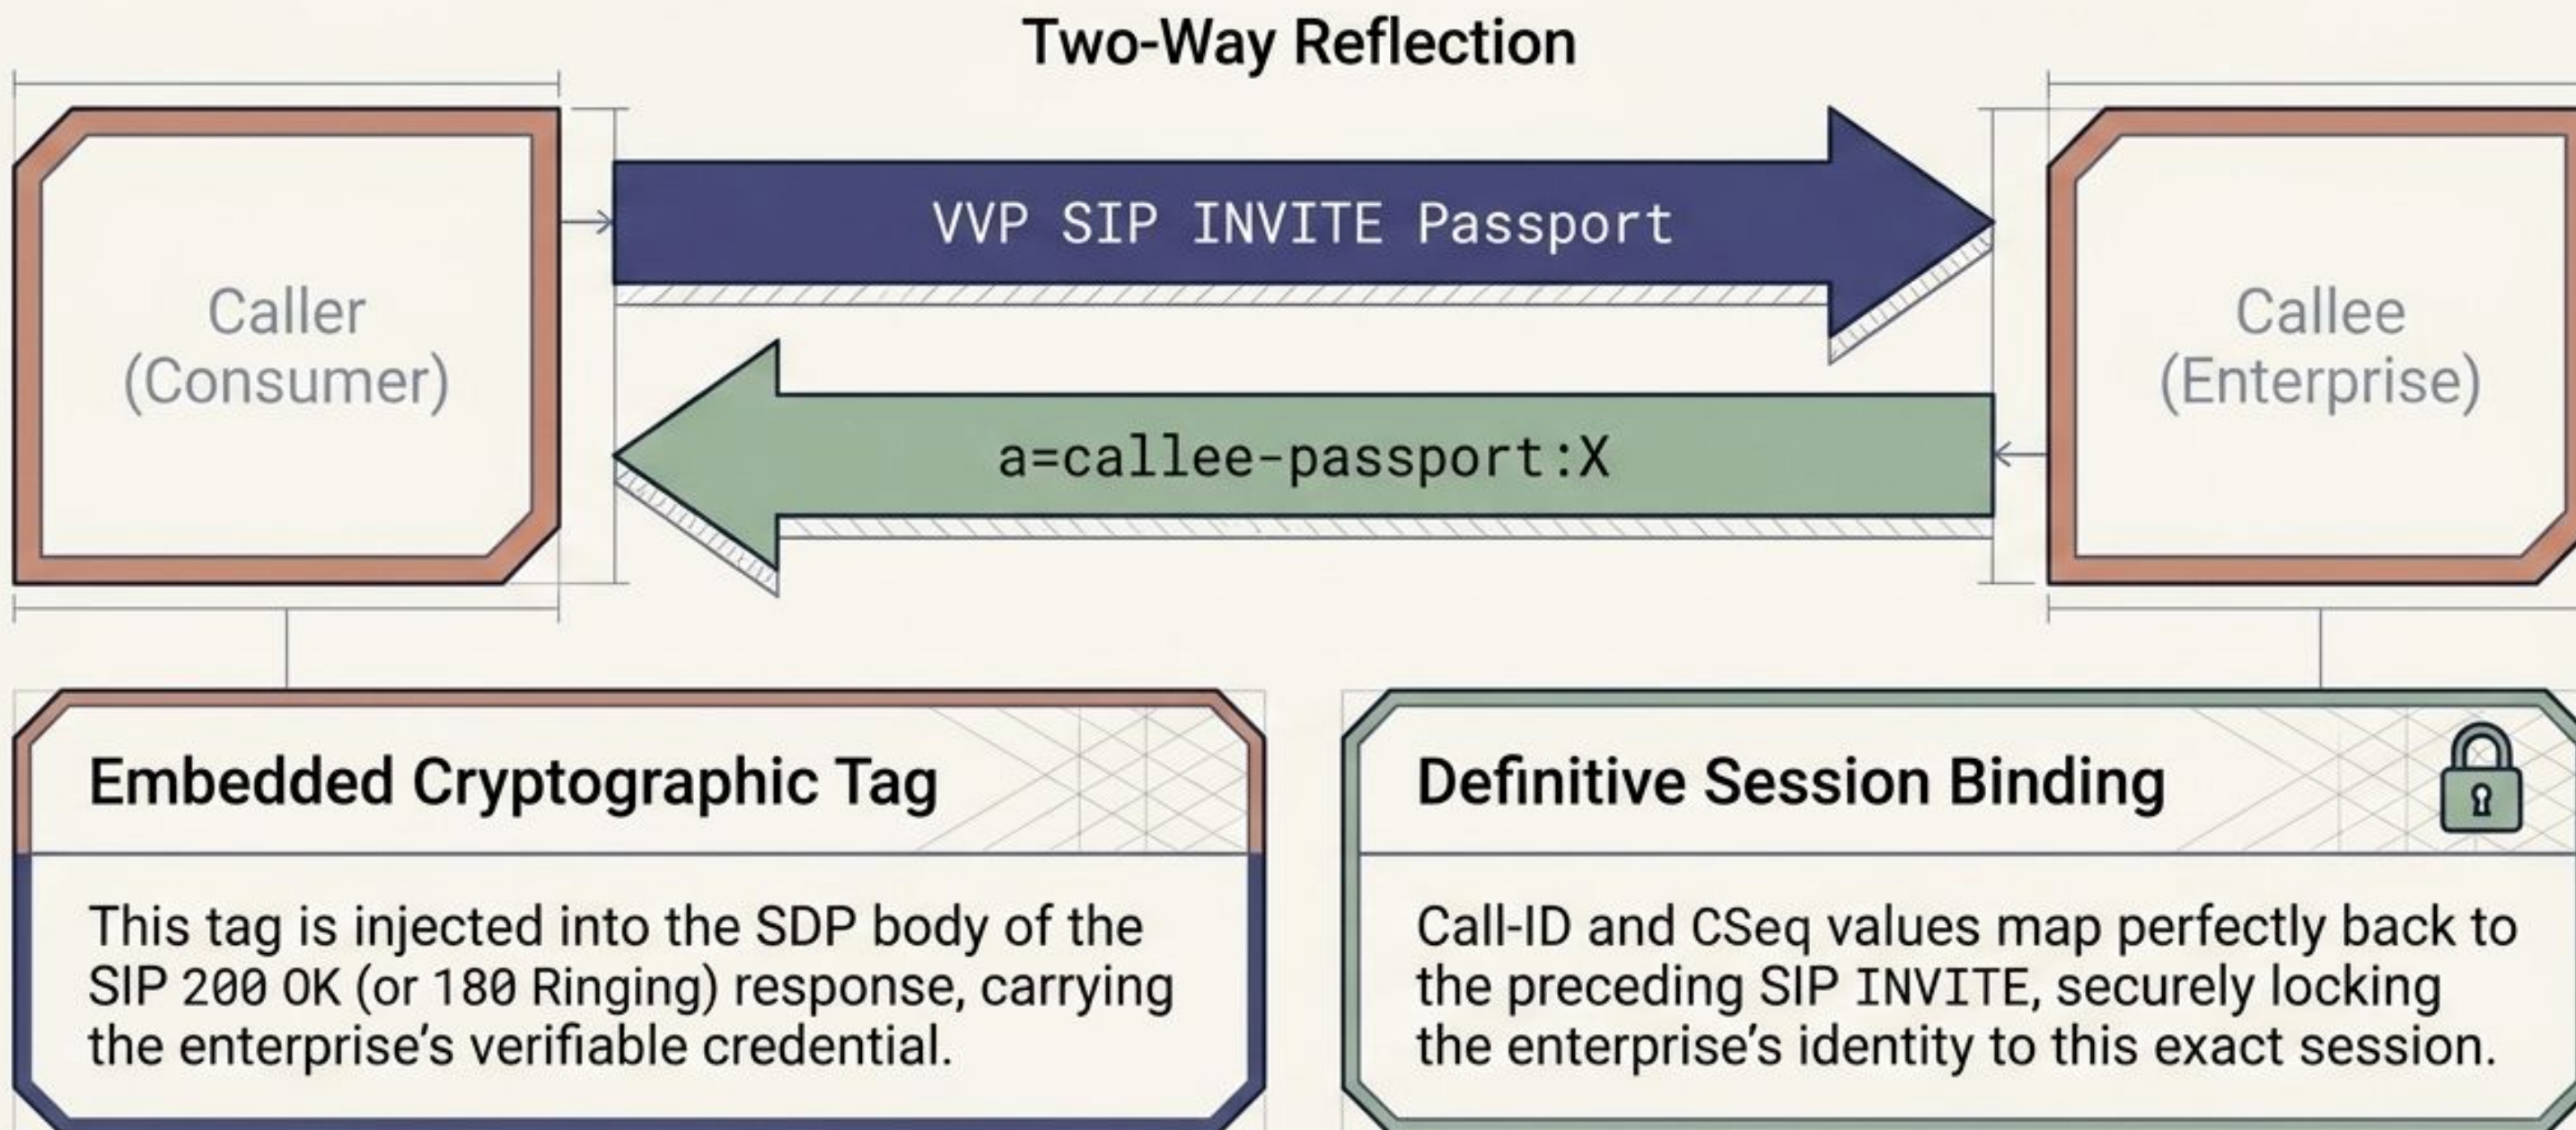 Two-Way Reflection
Caller
(Consumer)
VVP SIP INVITE Passport
a=callee-passport:X
Callee
(Enterprise)
Embedded Cryptographic Tag
This tag is injected into the SDP body of the
SIP 200 OK (or 180 Ringing) response, carrying
the enterprise's verifiable credential.
Definitive Session Binding
Call-ID and CSeq values map perfectly back to
the preceding SIP INVITE, securely locking
the enterprise's identity to this exact session.